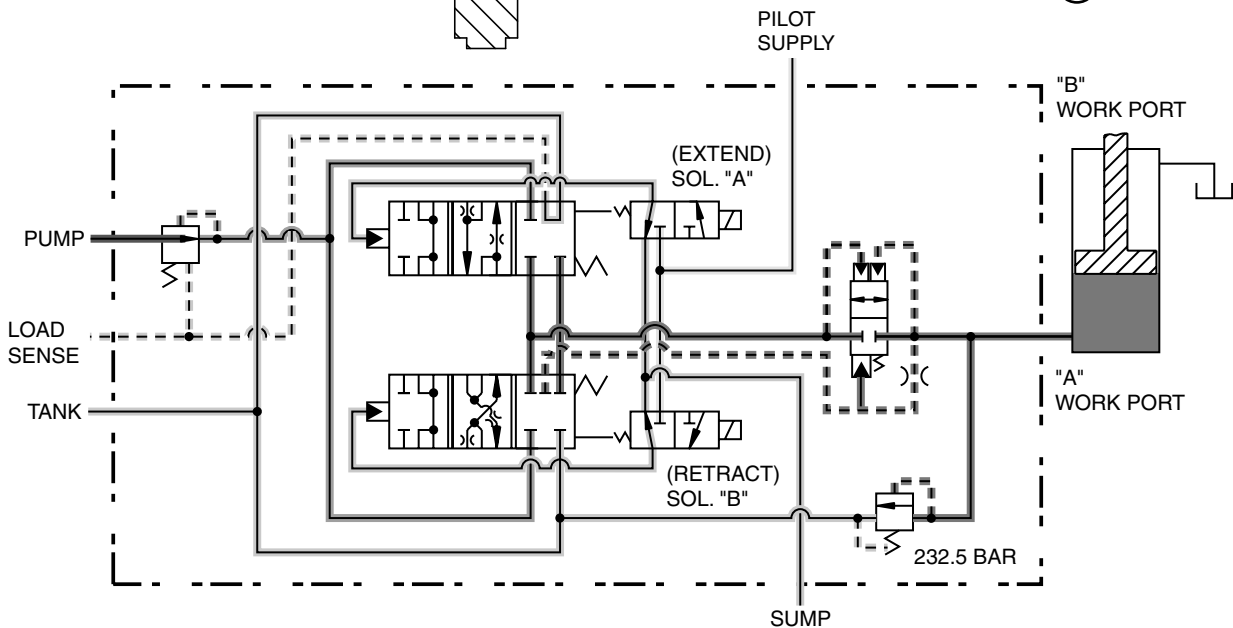 PILOT
SUPPLY
"B"
WORK PORT
(EXTEND)
SOL. "A"
PUMP
LOAD
SENSE
TANK
"A"
WORK PORT
(RETRACT)
SOL. "B"
232.5 BAR
SUMP